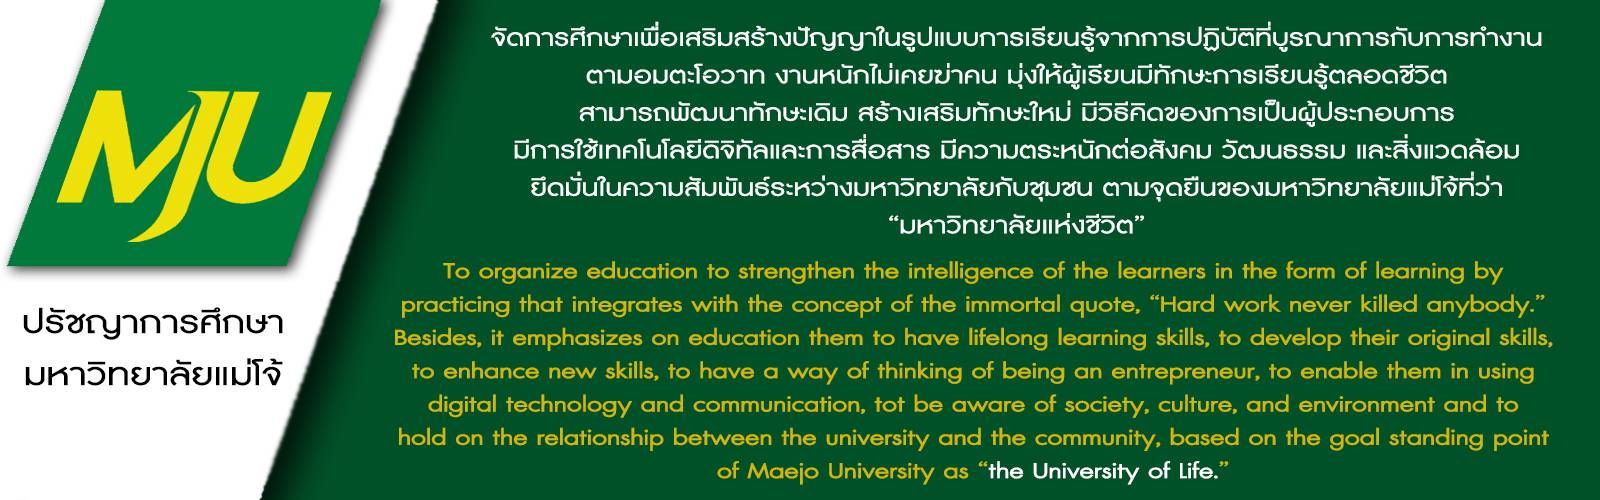 MJU
ปรัชญาการศึกษา
มหาวิทยาลัยแม่โจ้
จัดการศึกษาเพื่อเสริมสร้างปัญญาในรูปแบบการเรียนรู้จากการปฏิบัติที่บูรณาการกับการทำงาน
ตามอมตะโอวาท งานหนักไม่เคยฆ่าคน มุ่งให้ผู้เรียนมีทักษะการเรียนรู้ตลอดชีวิต
สามารถพัฒนาทักษะเดิม สร้างเสริมทักษะใหม่ มีวิธีคิดของการเป็นผู้ประกอบการ
มีการใช้เทคโนโลยีดิจิทัลและการสื่อสาร มีความตระหนักต่อสังคม วัฒนธรรม และสิ่งแวดล้อม
ยึดมั่นในความสัมพันธ์ระหว่างมหาวิทยาลัยกับชุมชน ตามจุดยืนของมหาวิทยาลัยแม่โจ้ที่ว่า
“มหาวิทยาลัยแห่งชีวิต”
To organize education to strengthen the intelligence of the learners in the form of learning by
practicing that integrates with the concept of the immortal quote, “Hard work never killed anybody.”
Besides, it emphasizes on education them to have lifelong learning skills, to develop their original skills,
to enhance new skills, to have a way of thinking of being an entrepreneur, to enable them in using
digital technology and communication, tot be aware of society, culture, and environment and to
hold on the relationship between the university and the community, based on the goal standing point
of Maejo University as “the University of Life.”